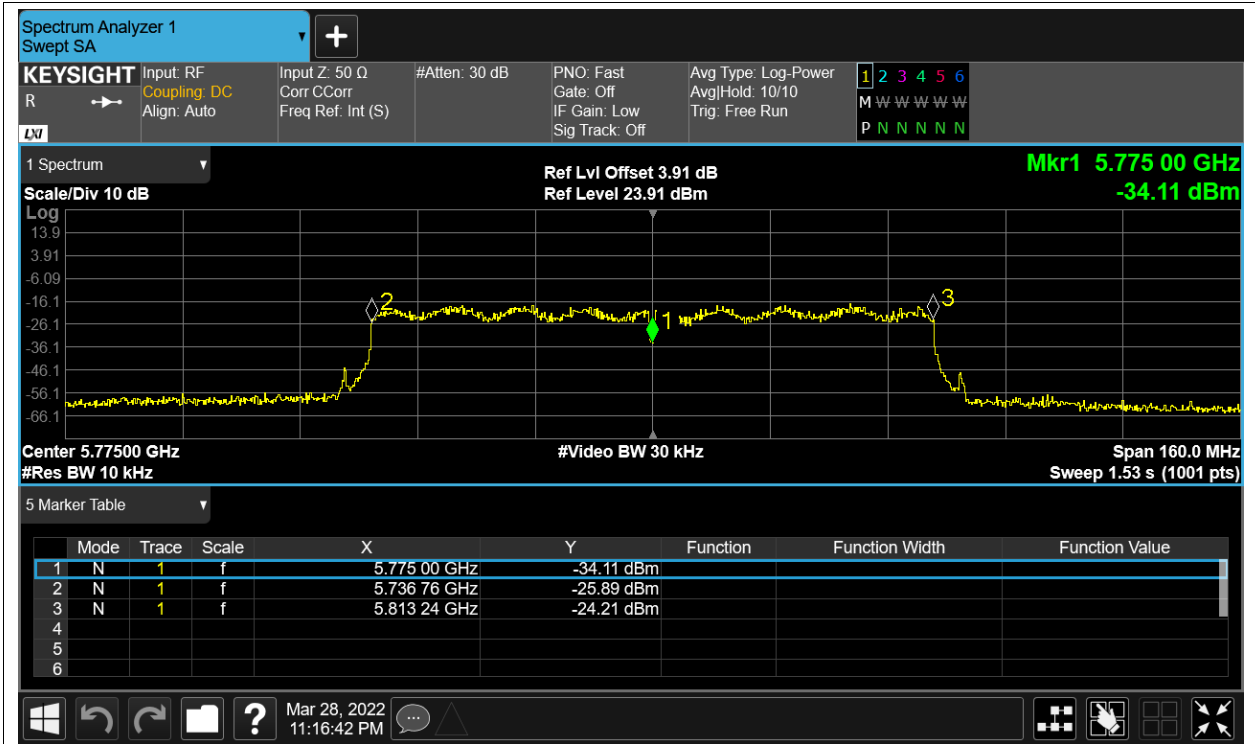 Spectrum Analyzer 1
Swept SA
KEYSIGHT
R
LXI
Input: RF
Coupling: DC
Align: Auto
Input Z: 50 Ω
Corr CCorr
Freq Ref: Int (S)
#Atten: 30 dB
PNO: Fast
Gate: Off
IF Gain: Low
Sig Track: Off
Avg Type: Log-Power
Avg|Hold: 10/10
Trig: Free Run
1 2 3 4 5 6
M W W W W W
P N N N N N
1 Spectrum
Scale/Div 10 dB
Ref Lvl Offset 3.91 dB
Ref Level 23.91 dBm
Mkr1 5.775 00 GHz
-34.11 dBm
Log
13.9
3.91
-6.09
-16.1
-26.1
-36.1
-46.1
-56.1
-66.1
2
1
3
Center 5.77500 GHz
#Video BW 30 kHz
Span 160.0 MHz
#Res BW 10 kHz
Sweep 1.53 s (1001 pts)
5 Marker Table
Mode Trace Scale X Y Function Function Width Function Value
1 N 1 f 5.775 00 GHz -34.11 dBm
2 N 1 f 5.736 76 GHz -25.89 dBm
3 N 1 f 5.813 24 GHz -24.21 dBm
4
5
6
?
Mar 28, 2022
11:16:42 PM